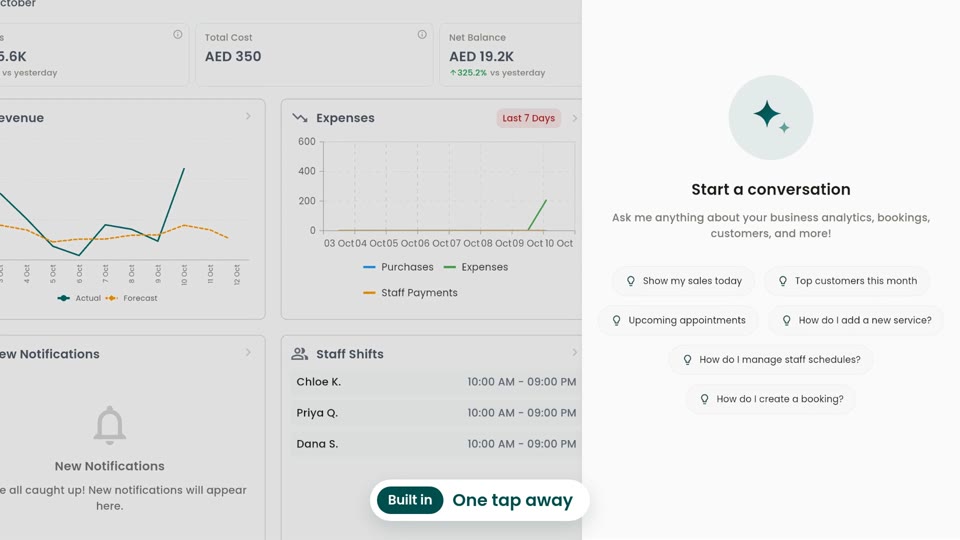 ctober
s
5.6K
vs yesterday
Total Cost
AED 350
Net Balance
AED 19.2K
↑325.2% vs yesterday
evenue
4 Oct
5 Oct
6 Oct
7 Oct
8 Oct
9 Oct
10 Oct
11 Oct
12 Oct
Actual
Forecast
Expenses
Last 7 Days
600
400
200
0
03 Oct 04 Oct 05 Oct 06 Oct 07 Oct 08 Oct 09 Oct 10 Oct
Purchases
Expenses
Staff Payments
ew Notifications
New Notifications
e all caught up! New notifications will appear
here.
Staff Shifts
Chloe K. 10:00 AM - 09:00 PM
Priya Q. 10:00 AM - 09:00 PM
Dana S. 10:00 AM - 09:00 PM
Built in One tap away
Start a conversation
Ask me anything about your business analytics, bookings,
customers, and more!
Show my sales today
Top customers this month
Upcoming appointments
How do I add a new service?
How do I manage staff schedules?
How do I create a booking?